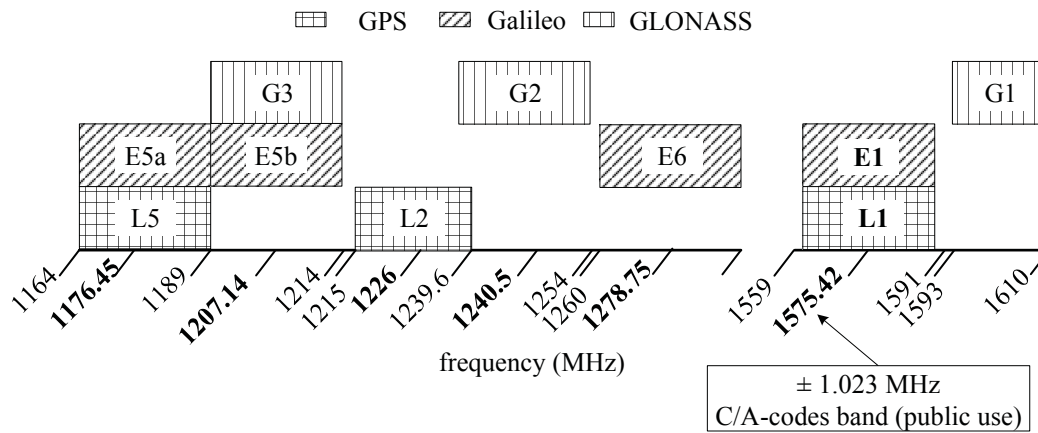 GPS Galileo GLONASS
G3 G2 G1
E5a E5b E6 E1
L5 L2 L1
1164 1176.45 1189 1207.14 1214 1215 1226 1239.6 1240.5 1254 1260 1278.75 1559 1575.42 1591 1593 1610
frequency (MHz)
± 1.023 MHz
C/A-codes band (public use)